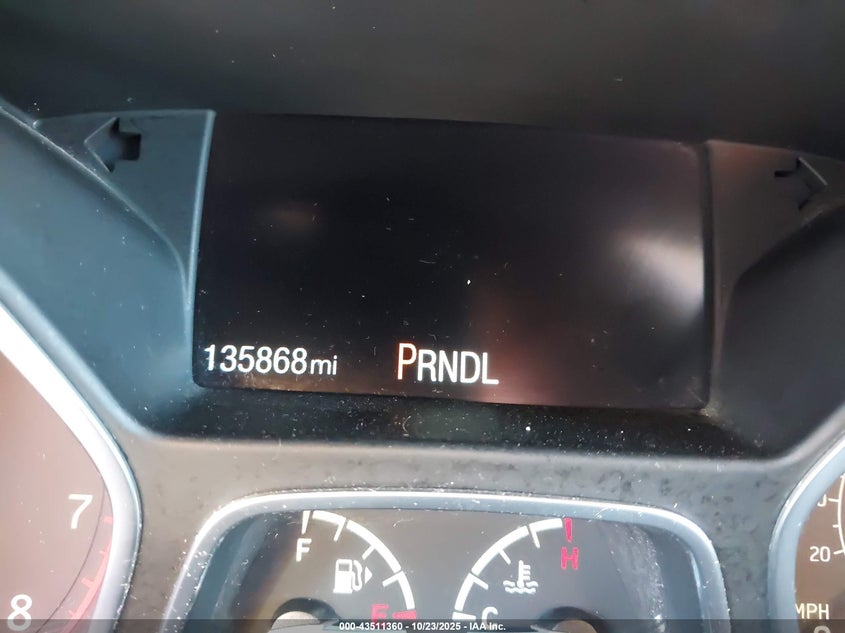 135868mi PRNDL
7
8
F
E
H
C
20
MPH
000-43511360 - 10/23/2025 - IAA Inc.